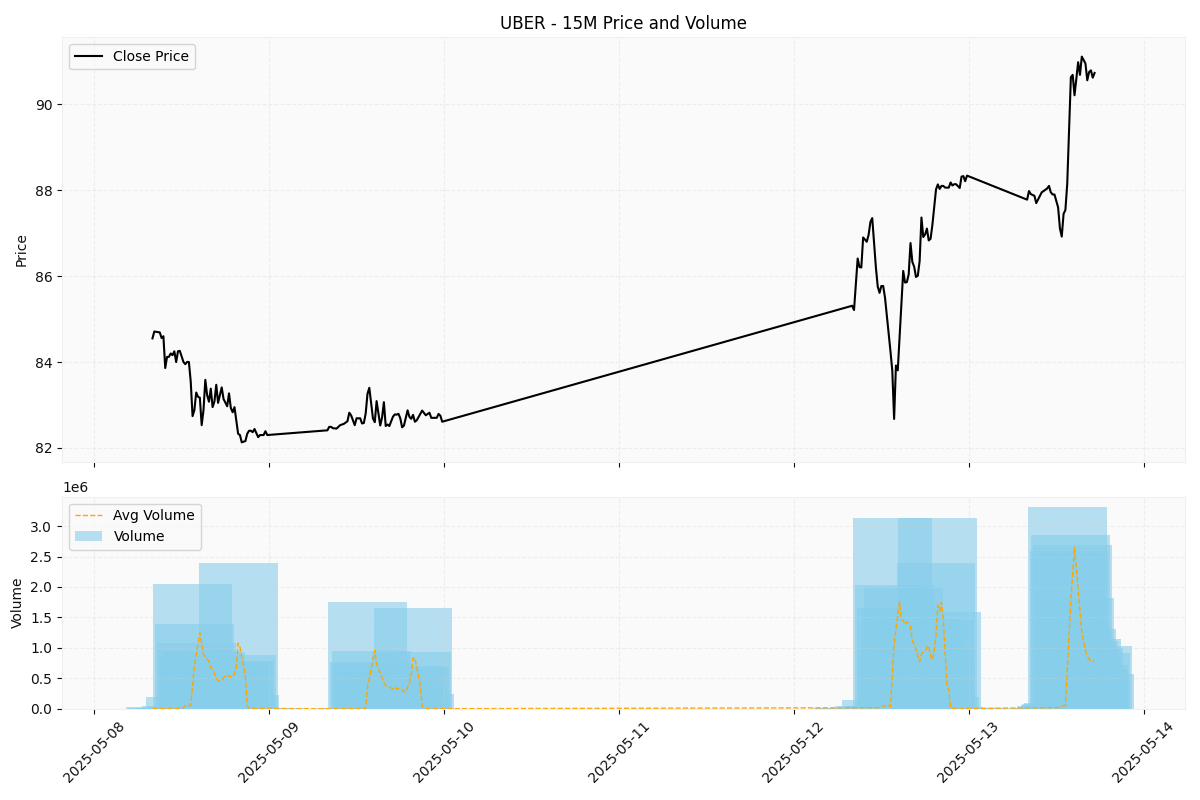 UBER - 15M Price and Volume
Close Price
Price
90
88
86
84
82
1e6
Avg Volume
Volume
Volume
3.0
2.5
2.0
1.5
1.0
0.5
0.0
2025-05-08
2025-05-09
2025-05-10
2025-05-11
2025-05-12
2025-05-13
2025-05-14